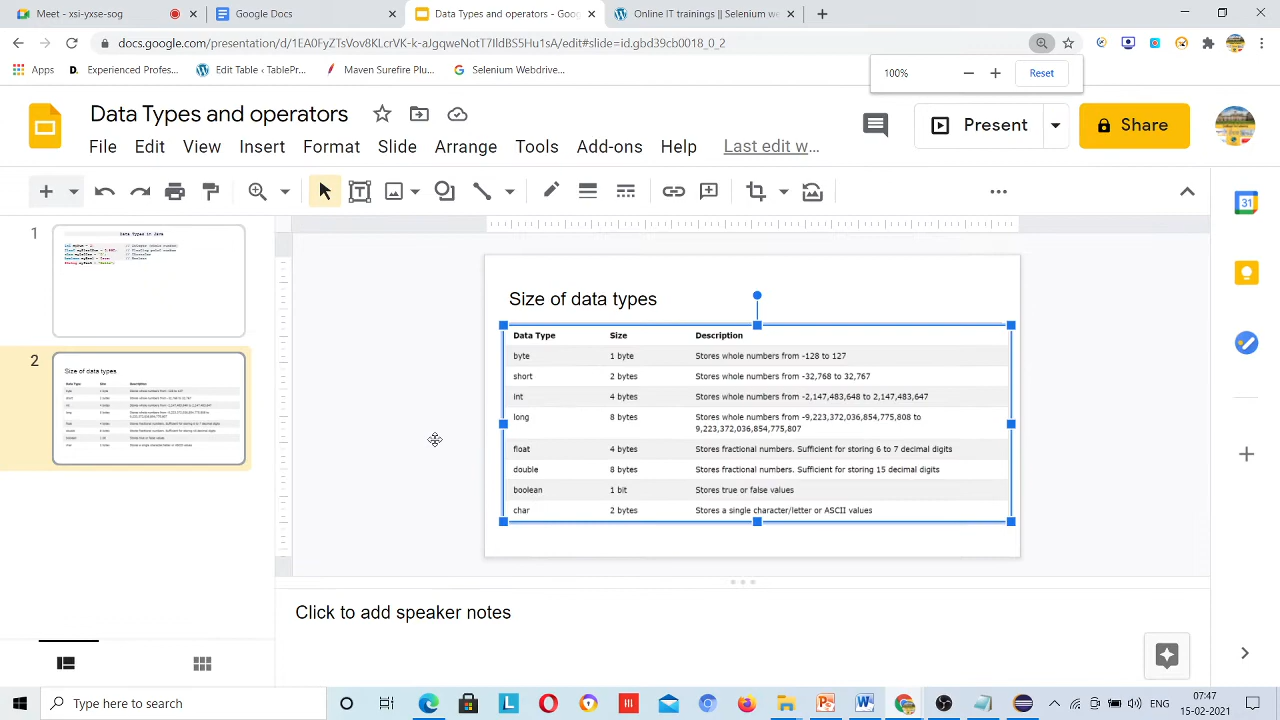 Meet
Google Docs
Data Types and operators - Goo
Online IT trainings || Selenium we
docs.google.com/presentation/d/1EA0FyZTsVov8KLcrVK-k-aJgqweNotT7IldBS5Hu1sA/edit#slide=id.gbd39cb0018_0_2
Apps
Experienced Profes...
Edit Table ‹ TablePr...
Maven Surefire Plu...
Selenium Webdrive...
100%
Reset
Data Types and operators
Present
Share
File Edit View Insert Format Slide Arrange Tools Add-ons Help Last edit w...
1
Data Types in Java
2
Size of data types
Data Type Size Description
byte 1 byte Stores whole numbers from -128 to 127
short 2 bytes Stores whole numbers from -32,768 to 32,767
int 4 bytes Stores whole numbers from -2,147,483,648 to 2,147,483,647
long 8 bytes Stores whole numbers from -9,223,372,036,854,775,808 to
9,223,372,036,854,775,807
float 4 bytes Stores fractional numbers. Sufficient for storing 6 to 7 decimal digits
double 8 bytes Stores fractional numbers. Sufficient for storing 15 decimal digits
boolean 1 bit Stores true or false values
char 2 bytes Stores a single character/letter or ASCII values
Click to add speaker notes
31
Type here to search
ENG
07:47
15-02-2021